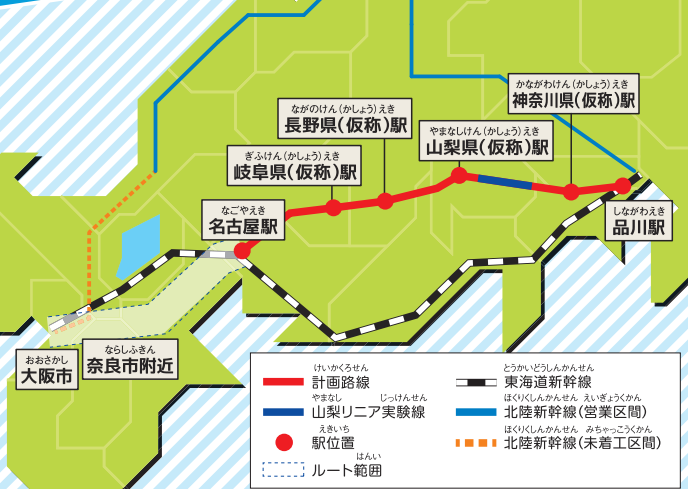 かながわけん(かしょう)えき
神奈川県(仮称)駅
ながのけん(かしょう)えき
長野県(仮称)駅
やまなしけん(かしょう)えき
山梨県(仮称)駅
ぎふけん(かしょう)えき
岐阜県(仮称)駅
なごやえき
名古屋駅
しながわえき
品川駅
おおさかし
大阪市
ならしふきん
奈良市附近
けいかくろせん
計画路線
やまなし じっけんせん
山梨リニア実験線
えきいち
駅位置
はんい
ルート範囲
とうかいどうしんかんせん
東海道新幹線
ほくりくしんかんせん えいぎょうくかん
北陸新幹線(営業区間)
ほくりくしんかんせん みちゃっこうくかん
北陸新幹線(未着工区間)